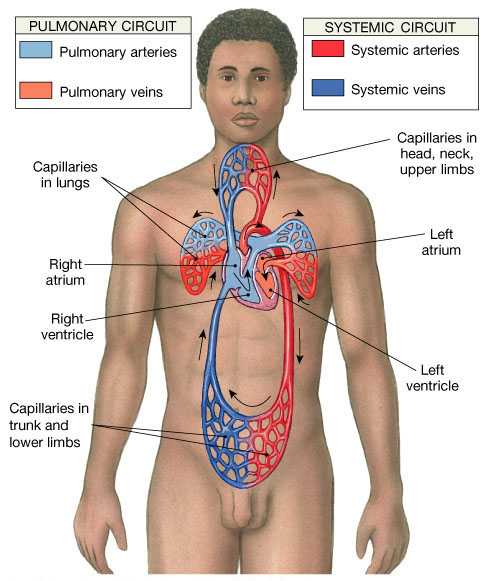 PULMONARY CIRCUIT
Pulmonary arteries
Pulmonary veins
SYSTEMIC CIRCUIT
Systemic arteries
Systemic veins
Capillaries in
head, neck,
upper limbs
Capillaries
in lungs
Left
atrium
Right
atrium
Right
ventricle
Left
ventricle
Capillaries in
trunk and
lower limbs